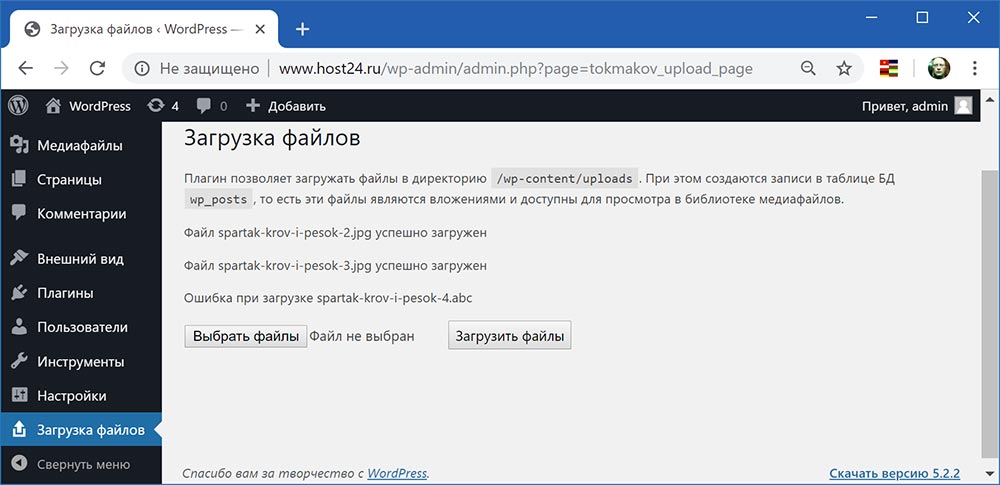 Загрузка файлов ‹ WordPress —
Не защищено | www.host24.ru/wp-admin/admin.php?page=tokmakov_upload_page
WordPress 4 0 Добавить Привет, admin
Медиафайлы
Страницы
Комментарии
Внешний вид
Плагины
Пользователи
Инструменты
Настройки
Загрузка файлов
Свернуть меню
Загрузка файлов
Плагин позволяет загружать файлы в директорию /wp-content/uploads. При этом создаются записи в таблице БД
wp_posts, то есть эти файлы являются вложениями и доступны для просмотра в библиотеке медиафайлов.
Файл spartak-krov-i-pesok-2.jpg успешно загружен
Файл spartak-krov-i-pesok-3.jpg успешно загружен
Ошибка при загрузке spartak-krov-i-pesok-4.abc
Выбрать файлы Файл не выбран Загрузить файлы
Спасибо вам за творчество с WordPress. Скачать версию 5.2.2